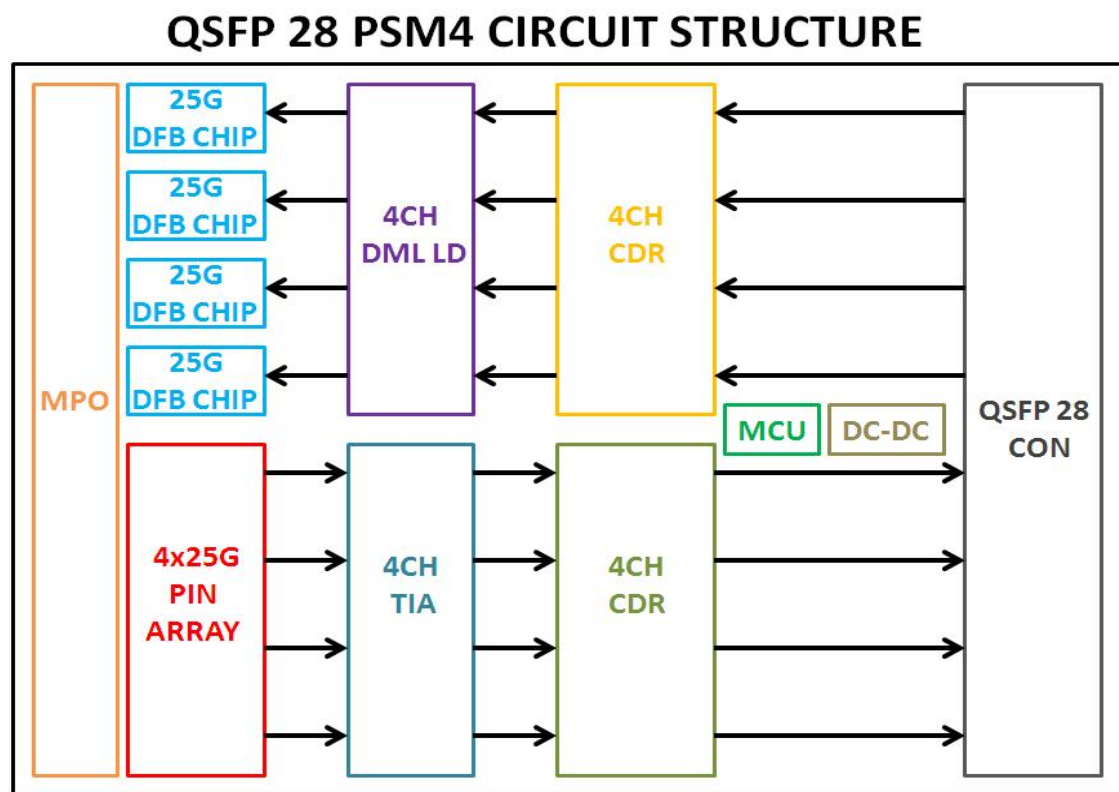 QSFP 28 PSM4 CIRCUIT STRUCTURE
MPO
25G
DFB CHIP
25G
DFB CHIP
25G
DFB CHIP
25G
DFB CHIP
4CH
DML LD
4CH
CDR
MCU
DC-DC
QSFP 28
CON
4x25G
PIN
ARRAY
4CH
TIA
4CH
CDR